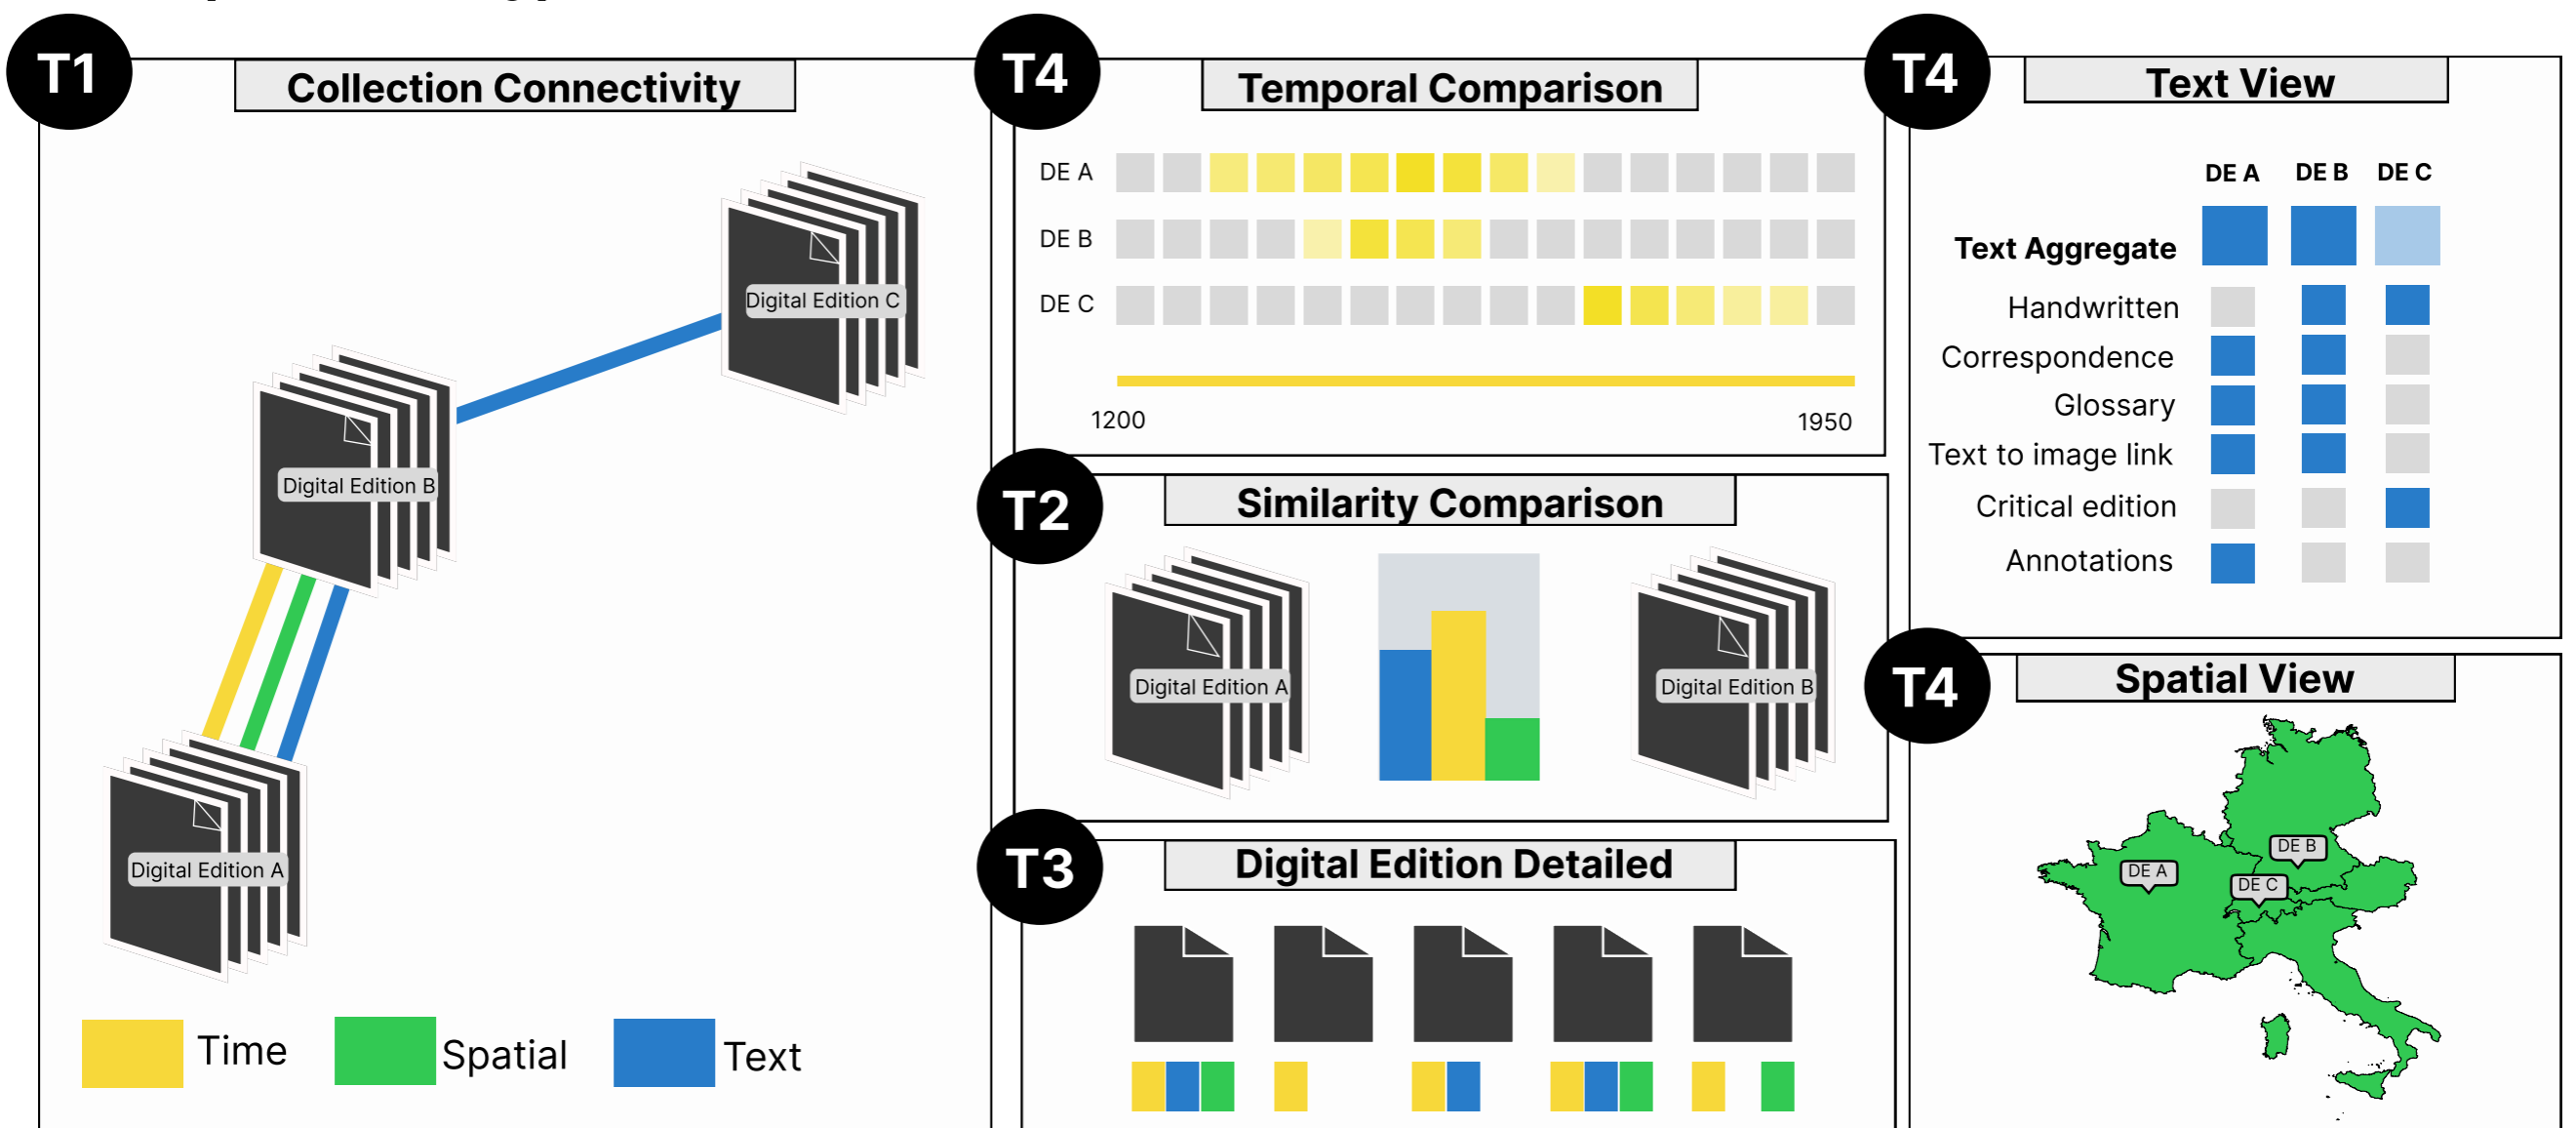 T1
Collection Connectivity
Digital Edition C
Digital Edition B
Digital Edition A
Time
Spatial
Text
T4
Temporal Comparison
DE A
DE B
DE C
1200
1950
T2
Similarity Comparison
Digital Edition A
Digital Edition B
T3
Digital Edition Detailed
T4
Text View
DE A DE B DE C
Text Aggregate
Handwritten
Correspondence
Glossary
Text to image link
Critical edition
Annotations
T4
Spatial View
DE B
DE A
DE C